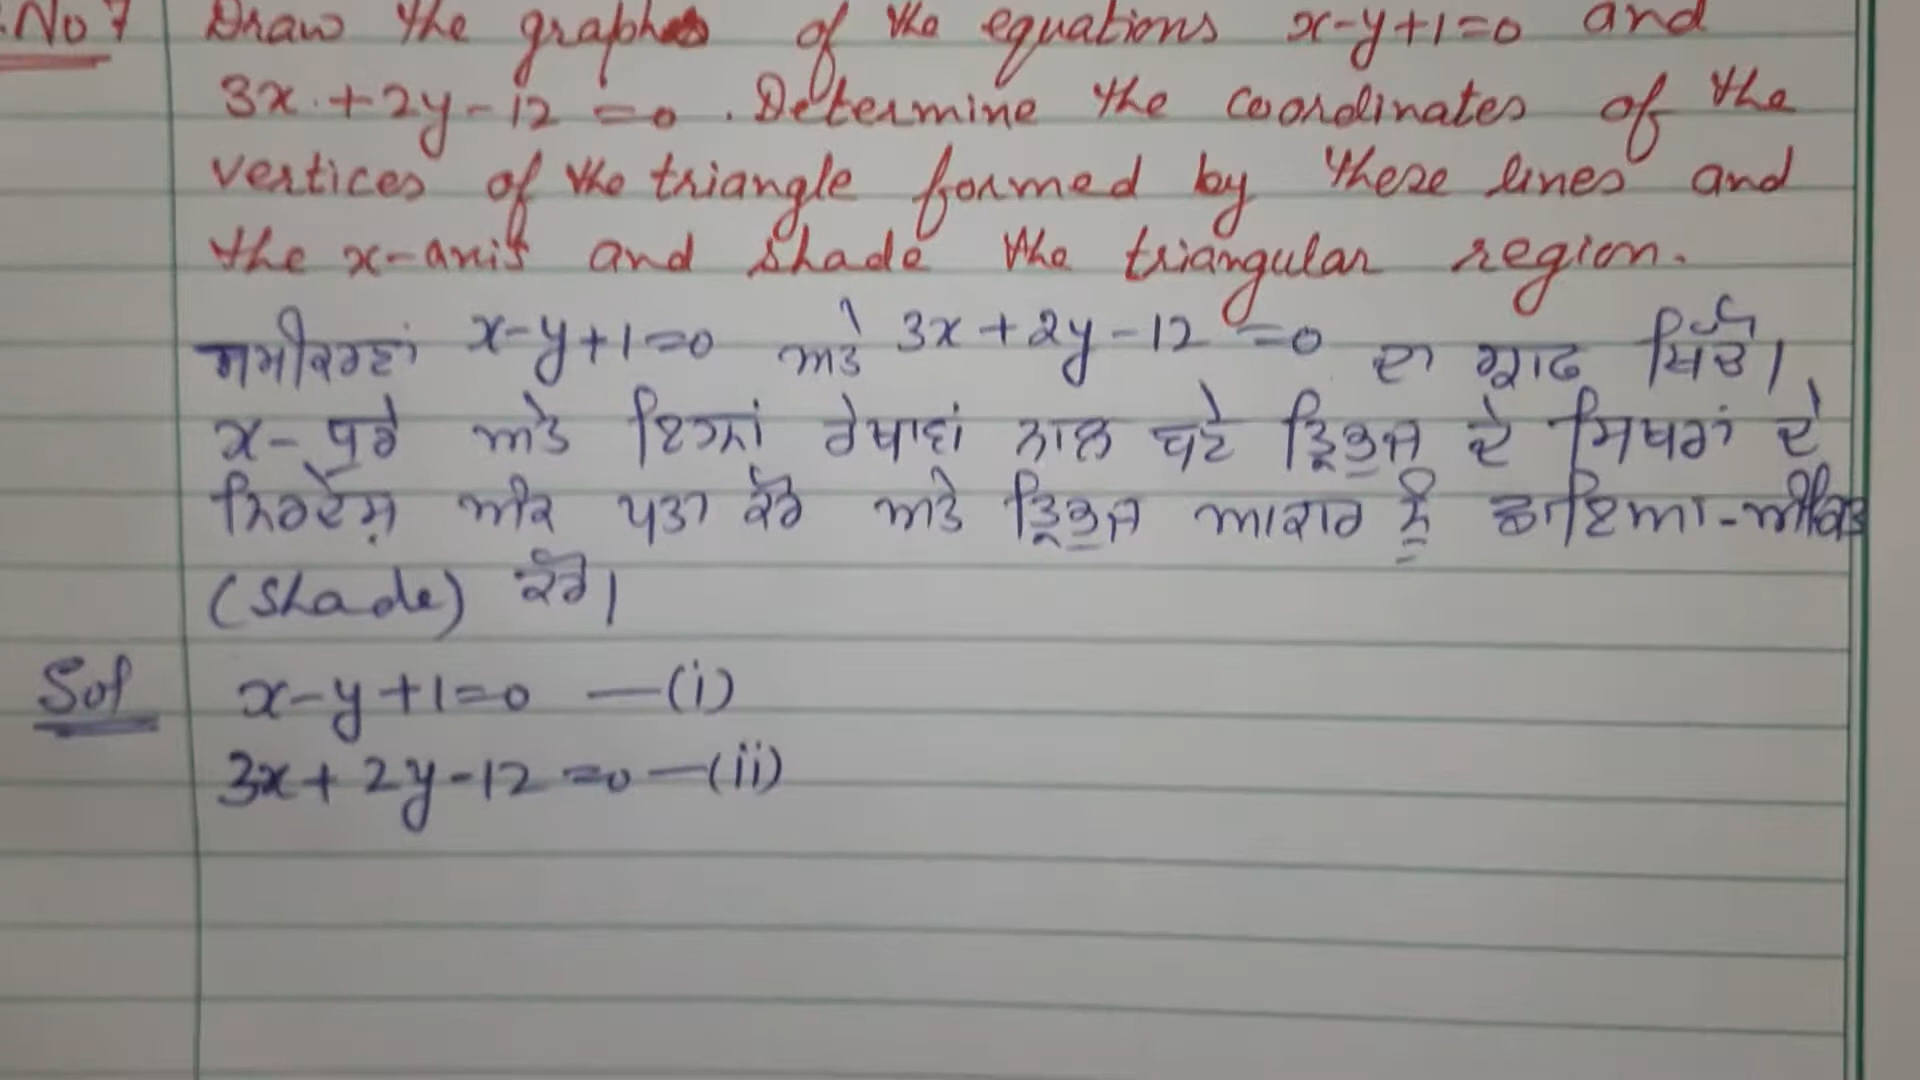 .No 7 Draw the graphs of the equations x-y+1=0 and
3x+2y-12=0. Determine the coordinates of the
vertices of the triangle formed by these lines and
the x-axis and shade the triangular region.
ਸਮੀਕਰਣਾਂ x-y+1=0 ਅਤੇ 3x+2y-12=0 ਦਾ ਗ੍ਰਾਫ ਖਿੱਚੋ।
x-ਧੁਰੇ ਅਤੇ ਇਹਨਾਂ ਰੇਖਾਵਾਂ ਨਾਲ ਬਣੇ ਤ੍ਰਿਭੁਜ ਦੇ ਸਿਖਰਾਂ ਦੇ
ਨਿਰਦੇਸ਼ ਅੰਕ ਪਤਾ ਕਰੋ ਅਤੇ ਤ੍ਰਿਭੁਜ ਆਕਾਰ ਨੂੰ ਛਾਇਆ-ਅੰਕਿਤ
(Shade) ਕਰੋ।
Sol x-y+1=0 —(i)
3x+2y-12=0—(ii)